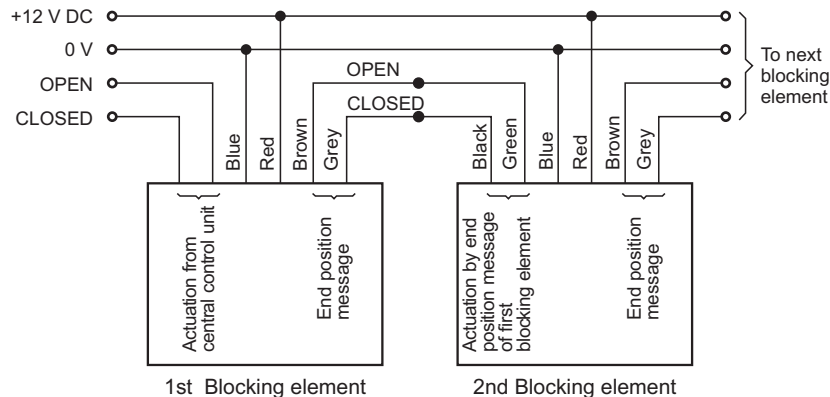 +12 V DC
0 V
OPEN
CLOSED
OPEN
CLOSED
To next
blocking
element
Blue
Red
Brown
Grey
Black
Green
Blue
Red
Brown
Grey
Actuation from
central control unit
End position
message
Actuation by end
position message
of first
blocking element
End position
message
1st Blocking element
2nd Blocking element